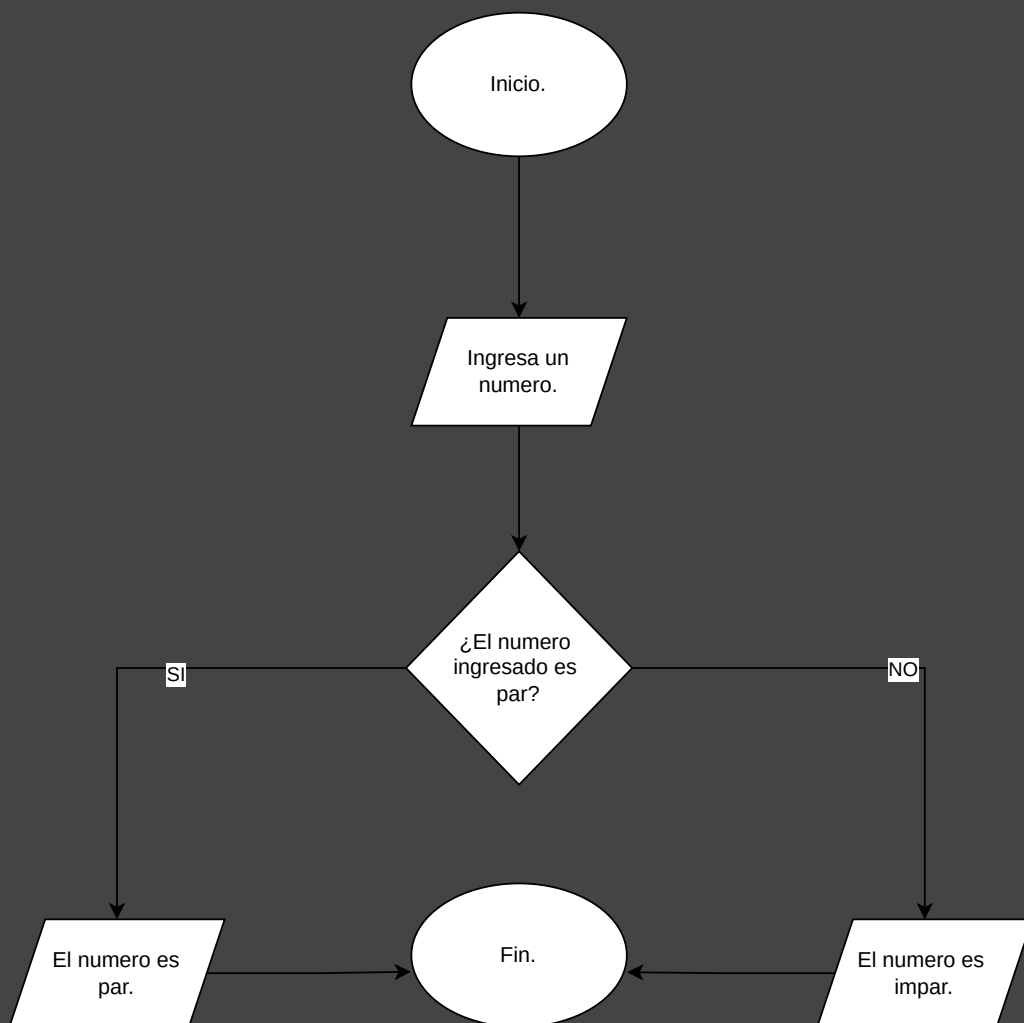 Inicio.
Ingresa un
numero.
¿El numero
ingresado es
par?
SI
NO
El numero es
par.
Fin.
El numero es
impar.